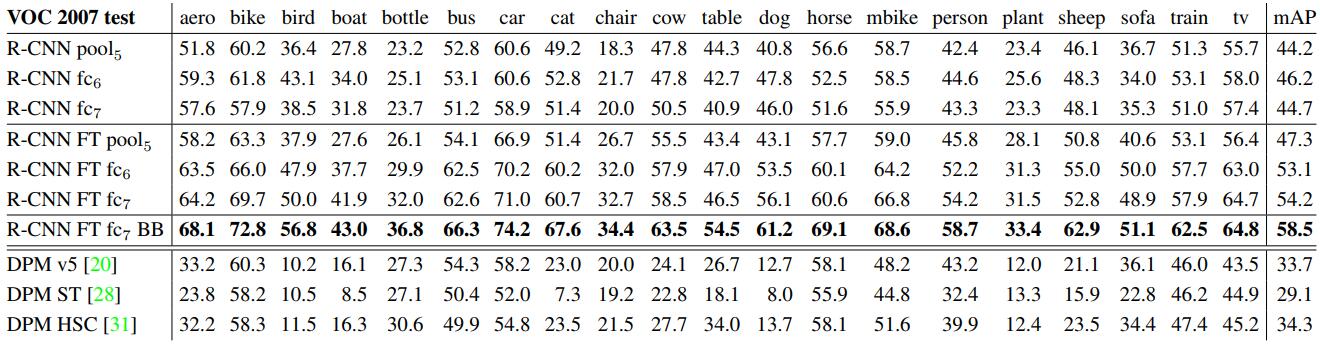 VOC 2007 test aero bike bird boat bottle bus car cat chair cow table dog horse mbike person plant sheep sofa train tv mAP
R-CNN pool5 51.8 60.2 36.4 27.8 23.2 52.8 60.6 49.2 18.3 47.8 44.3 40.8 56.6 58.7 42.4 23.4 46.1 36.7 51.3 55.7 44.2
R-CNN fc6 59.3 61.8 43.1 34.0 25.1 53.1 60.6 52.8 21.7 47.8 42.7 47.8 52.5 58.5 44.6 25.6 48.3 34.0 53.1 58.0 46.2
R-CNN fc7 57.6 57.9 38.5 31.8 23.7 51.2 58.9 51.4 20.0 50.5 40.9 46.0 51.6 55.9 43.3 23.3 48.1 35.3 51.0 57.4 44.7
R-CNN FT pool5 58.2 63.3 37.9 27.6 26.1 54.1 66.9 51.4 26.7 55.5 43.4 43.1 57.7 59.0 45.8 28.1 50.8 40.6 53.1 56.4 47.3
R-CNN FT fc6 63.5 66.0 47.9 37.7 29.9 62.5 70.2 60.2 32.0 57.9 47.0 53.5 60.1 64.2 52.2 31.3 55.0 50.0 57.7 63.0 53.1
R-CNN FT fc7 64.2 69.7 50.0 41.9 32.0 62.6 71.0 60.7 32.7 58.5 46.5 56.1 60.6 66.8 54.2 31.5 52.8 48.9 57.9 64.7 54.2
R-CNN FT fc7 BB 68.1 72.8 56.8 43.0 36.8 66.3 74.2 67.6 34.4 63.5 54.5 61.2 69.1 68.6 58.7 33.4 62.9 51.1 62.5 64.8 58.5
DPM v5 [20] 33.2 60.3 10.2 16.1 27.3 54.3 58.2 23.0 20.0 24.1 26.7 12.7 58.1 48.2 43.2 12.0 21.1 36.1 46.0 43.5 33.7
DPM ST [28] 23.8 58.2 10.5 8.5 27.1 50.4 52.0 7.3 19.2 22.8 18.1 8.0 55.9 44.8 32.4 13.3 15.9 22.8 46.2 44.9 29.1
DPM HSC [31] 32.2 58.3 11.5 16.3 30.6 49.9 54.8 23.5 21.5 27.7 34.0 13.7 58.1 51.6 39.9 12.4 23.5 34.4 47.4 45.2 34.3